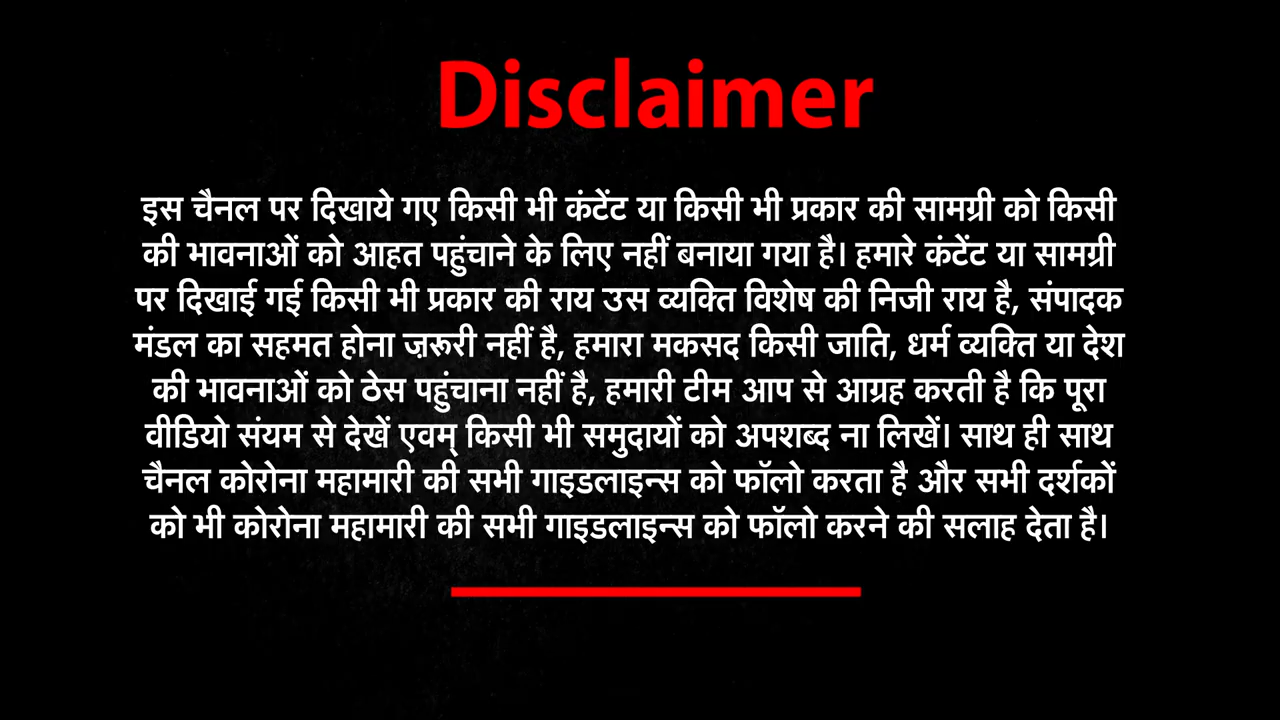 Disclaimer
इस चैनल पर दिखाये गए किसी भी कंटेंट या किसी भी प्रकार की सामग्री को किसी
की भावनाओं को आहत पहुंचाने के लिए नहीं बनाया गया है। हमारे कंटेंट या सामग्री
पर दिखाई गई किसी भी प्रकार की राय उस व्यक्ति विशेष की निजी राय है, संपादक
मंडल का सहमत होना ज़रूरी नहीं है, हमारा मकसद किसी जाति, धर्म व्यक्ति या देश
की भावनाओं को ठेस पहुंचाना नहीं है, हमारी टीम आप से आग्रह करती है कि पूरा
वीडियो संयम से देखें एवम् किसी भी समुदायों को अपशब्द ना लिखें। साथ ही साथ
चैनल कोरोना महामारी की सभी गाइडलाइन्स को फॉलो करता है और सभी दर्शकों
को भी कोरोना महामारी की सभी गाइडलाइन्स को फॉलो करने की सलाह देता है।